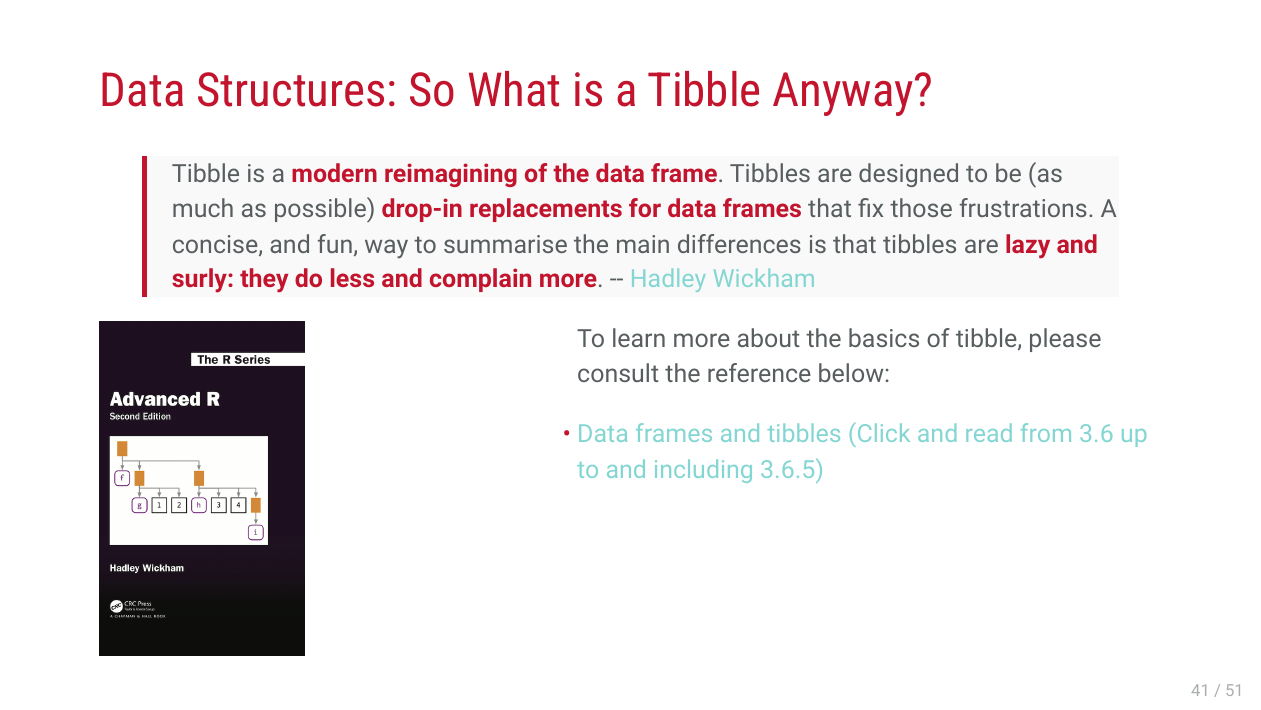 Data Structures: So What is a Tibble Anyway?
Tibble is a modern reimagining of the data frame. Tibbles are designed to be (as
much as possible) drop-in replacements for data frames that fix those frustrations. A
concise, and fun, way to summarise the main differences is that tibbles are lazy and
surly: they do less and complain more. -- Hadley Wickham
The R Series
Advanced R
Second Edition
f
g 1 2 h 3 4
i
Hadley Wickham
CRC Press
A CHAPMAN & HALL BOOK
To learn more about the basics of tibble, please
consult the reference below:
• Data frames and tibbles (Click and read from 3.6 up
to and including 3.6.5)
41 / 51